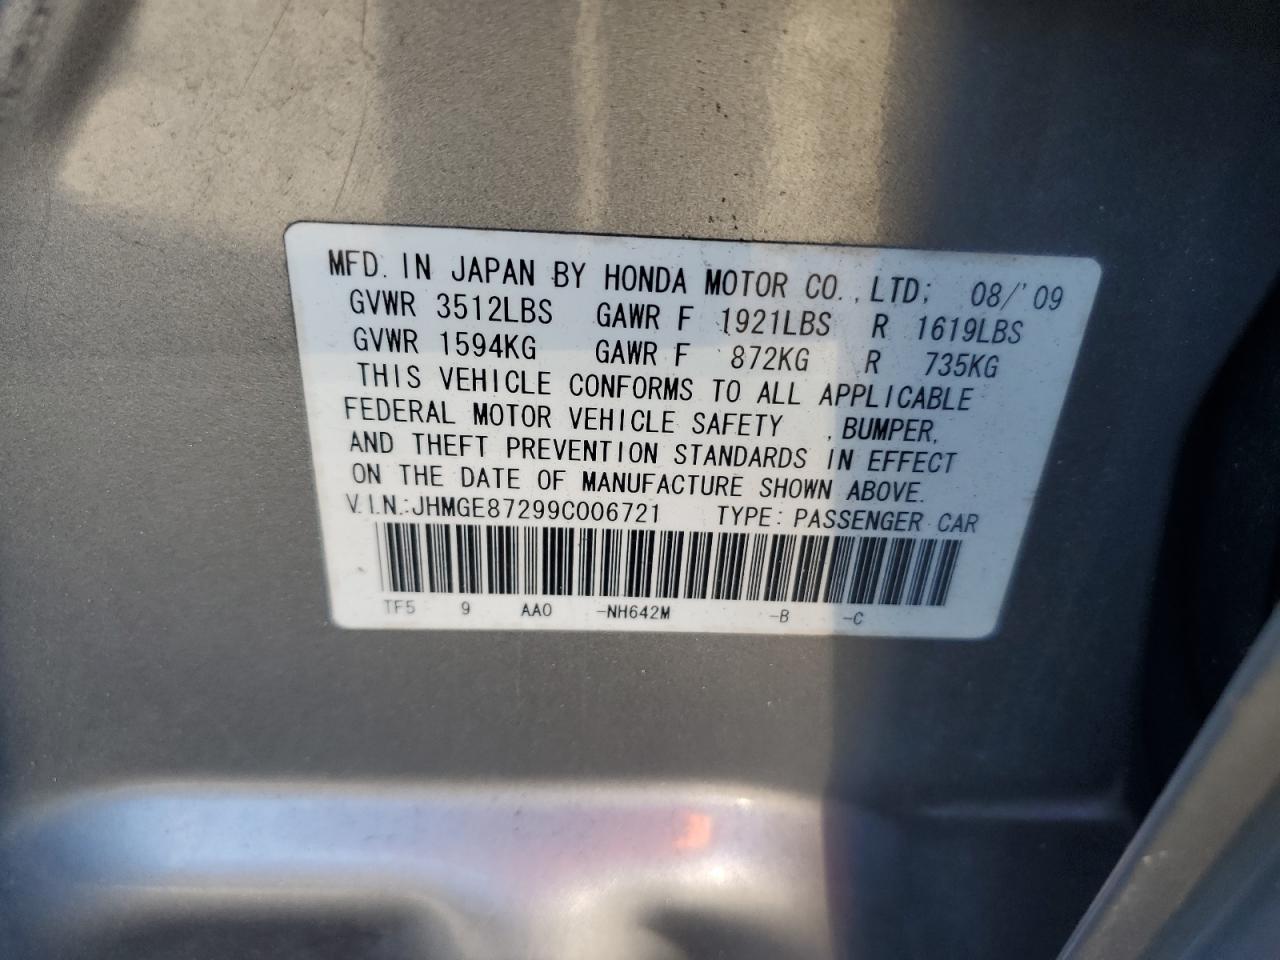 MFD. IN JAPAN BY HONDA MOTOR CO., LTD; 08/'09
GVWR 3512LBS GAWR F 1921LBS R 1619LBS
GVWR 1594KG GAWR F 872KG R 735KG
THIS VEHICLE CONFORMS TO ALL APPLICABLE
FEDERAL MOTOR VEHICLE SAFETY , BUMPER,
AND THEFT PREVENTION STANDARDS IN EFFECT
ON THE DATE OF MANUFACTURE SHOWN ABOVE.
V.I.N.:JHMGE87299C006721 TYPE: PASSENGER CAR
TF5 9 AA0 -NH642M -B -C